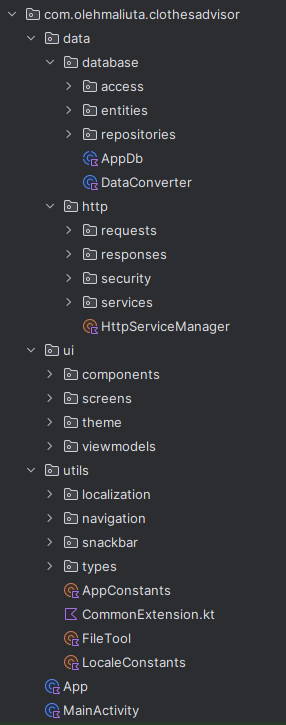 com.olehmaliuta.clothesadvisor
data
database
access
entities
repositories
AppDb
DataConverter
http
requests
responses
security
services
HttpServiceManager
ui
components
screens
theme
viewmodels
utils
localization
navigation
snackbar
types
AppConstants
CommonExtension.kt
FileTool
LocaleConstants
App
MainActivity